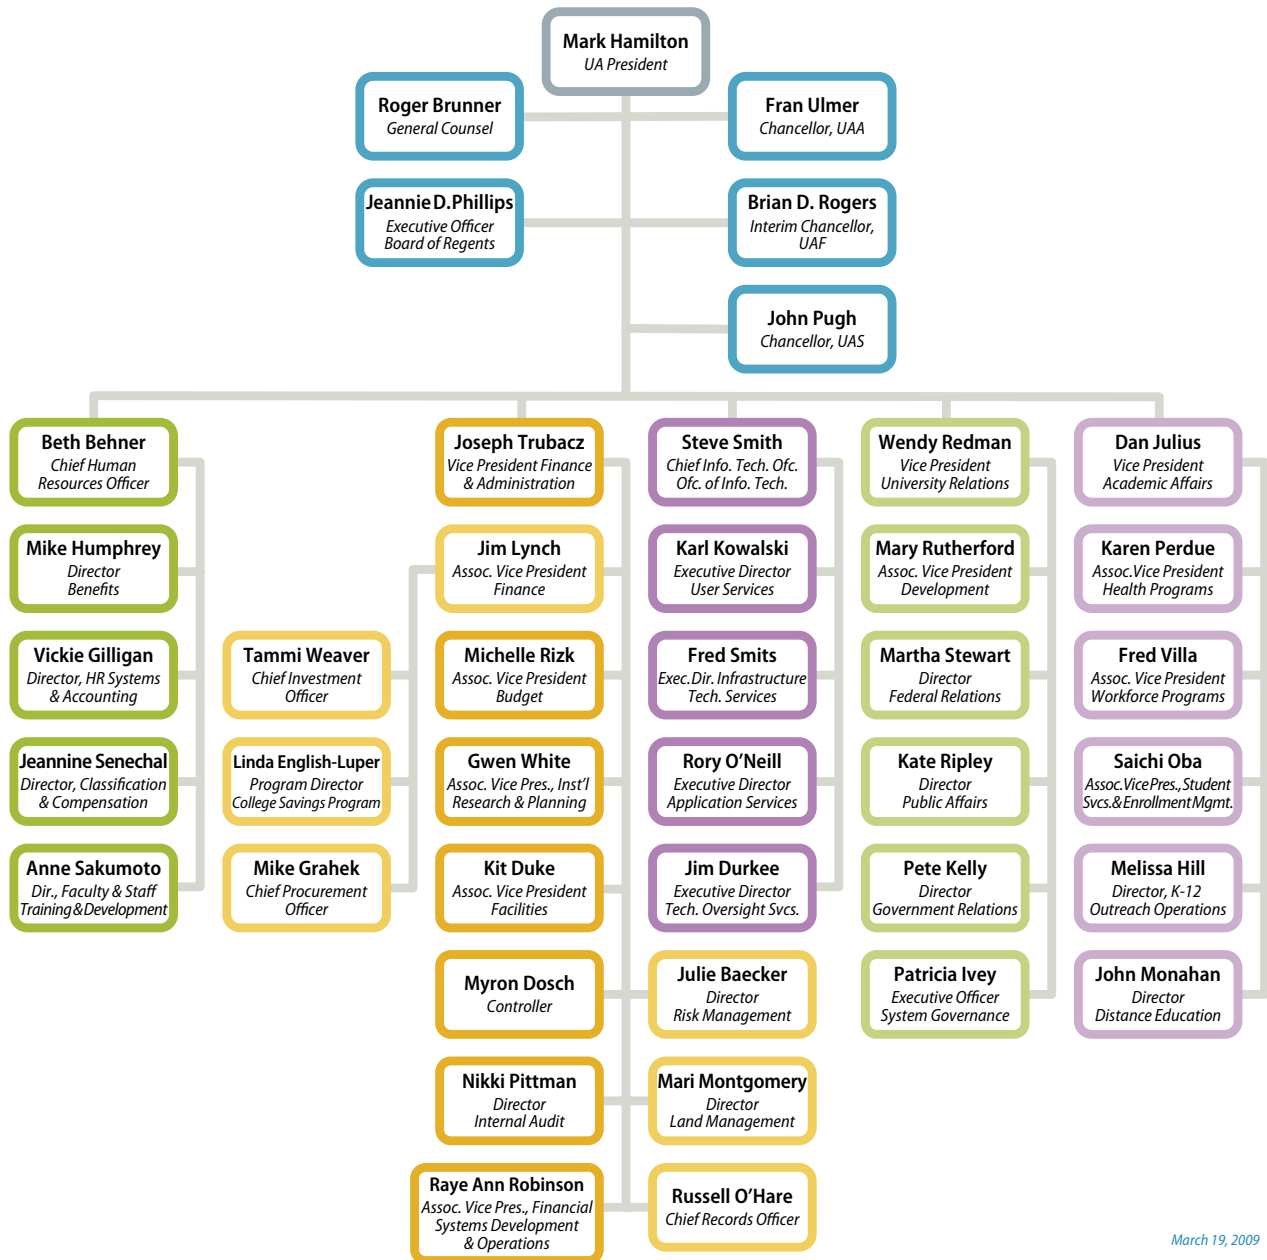 Mark Hamilton
UA President
Roger Brunner
General Counsel
Fran Ulmer
Chancellor, UAA
Jeannie D. Phillips
Executive Officer
Board of Regents
Brian D. Rogers
Interim Chancellor,
UAF
John Pugh
Chancellor, UAS
Beth Behner
Chief Human
Resources Officer
Mike Humphrey
Director
Benefits
Vickie Gilligan
Director, HR Systems
& Accounting
Jeannine Senechal
Director, Classification
& Compensation
Anne Sakumoto
Dir., Faculty & Staff
Training & Development
Joseph Trubacz
Vice President Finance
& Administration
Jim Lynch
Assoc. Vice President
Finance
Tammi Weaver
Chief Investment
Officer
Linda English-Luper
Program Director
College Savings Program
Mike Grahek
Chief Procurement
Officer
Michelle Rizk
Assoc. Vice President
Budget
Gwen White
Assoc. Vice Pres., Inst'l
Research & Planning
Kit Duke
Assoc. Vice President
Facilities
Myron Dosch
Controller
Julie Baecker
Director
Risk Management
Nikki Pittman
Director
Internal Audit
Mari Montgomery
Director
Land Management
Raye Ann Robinson
Assoc. Vice Pres., Financial
Systems Development
& Operations
Russell O'Hare
Chief Records Officer
Steve Smith
Chief Info. Tech. Ofc.
Ofc. of Info. Tech.
Karl Kowalski
Executive Director
User Services
Fred Smits
Exec. Dir. Infrastructure
Tech. Services
Rory O'Neill
Executive Director
Application Services
Jim Durkee
Executive Director
Tech. Oversight Svcs.
Wendy Redman
Vice President
University Relations
Mary Rutherford
Assoc. Vice President
Development
Martha Stewart
Director
Federal Relations
Kate Ripley
Director
Public Affairs
Pete Kelly
Director
Government Relations
Patricia Ivey
Executive Officer
System Governance
Dan Julius
Vice President
Academic Affairs
Karen Perdue
Assoc. Vice President
Health Programs
Fred Villa
Assoc. Vice President
Workforce Programs
Saichi Oba
Assoc. Vice Pres., Student
Svcs. & Enrollment Mgmt.
Melissa Hill
Director, K-12
Outreach Operations
John Monahan
Director
Distance Education
March 19, 2009